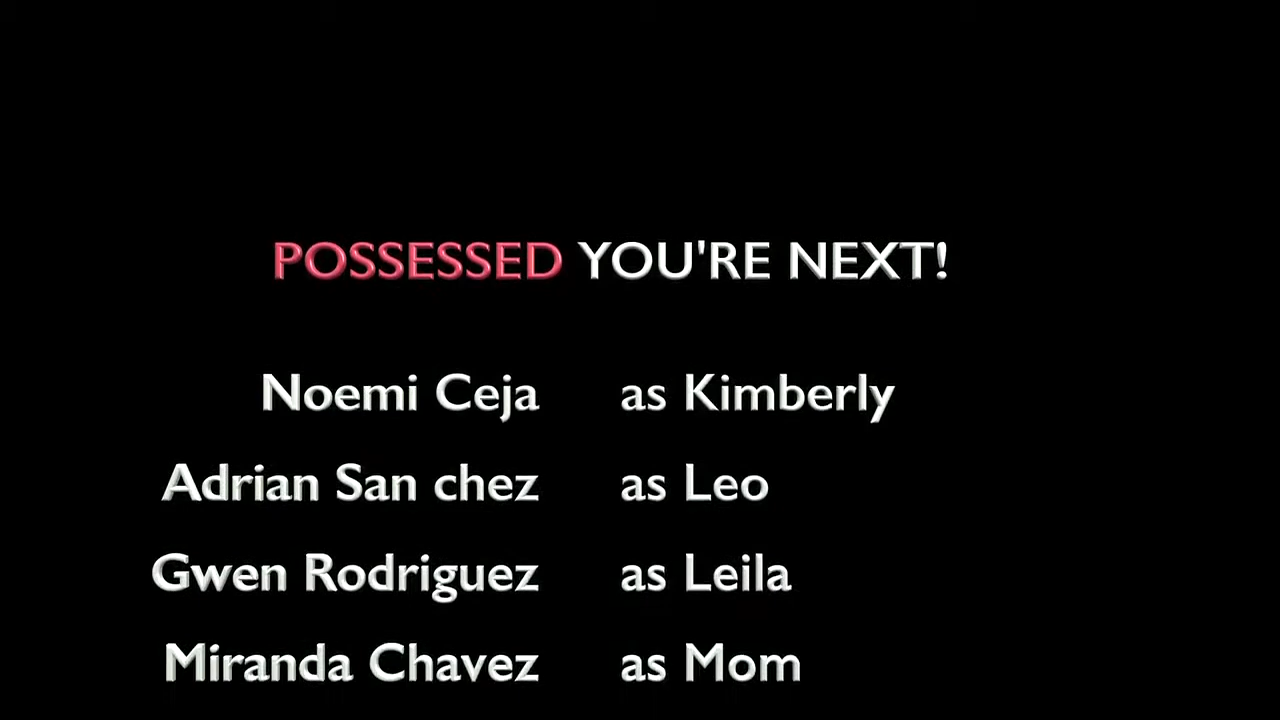 POSSESSED YOU'RE NEXT!
Noemi Ceja as Kimberly
Adrian San chez as Leo
Gwen Rodriguez as Leila
Miranda Chavez as Mom